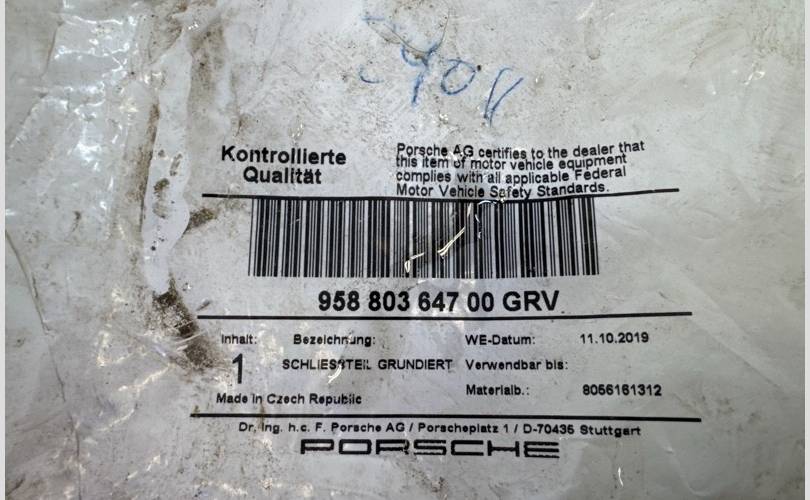 Kontrollierte
Qualität
Porsche AG certifies to the dealer that
this item of motor vehicle equipment
complies with all applicable Federal
Motor Vehicle Safety Standards.
958 803 647 00 GRV
Inhalt: Bezeichnung: WE-Datum: 11.10.2019
1 GRUNDIERT Verwendbar bis:
Materialb.: 8056161312
Made in Czech Republic
Dr. Ing. h.c. F. Porsche AG / Porscheplatz 1 / D-70435 Stuttgart
PORSCHE